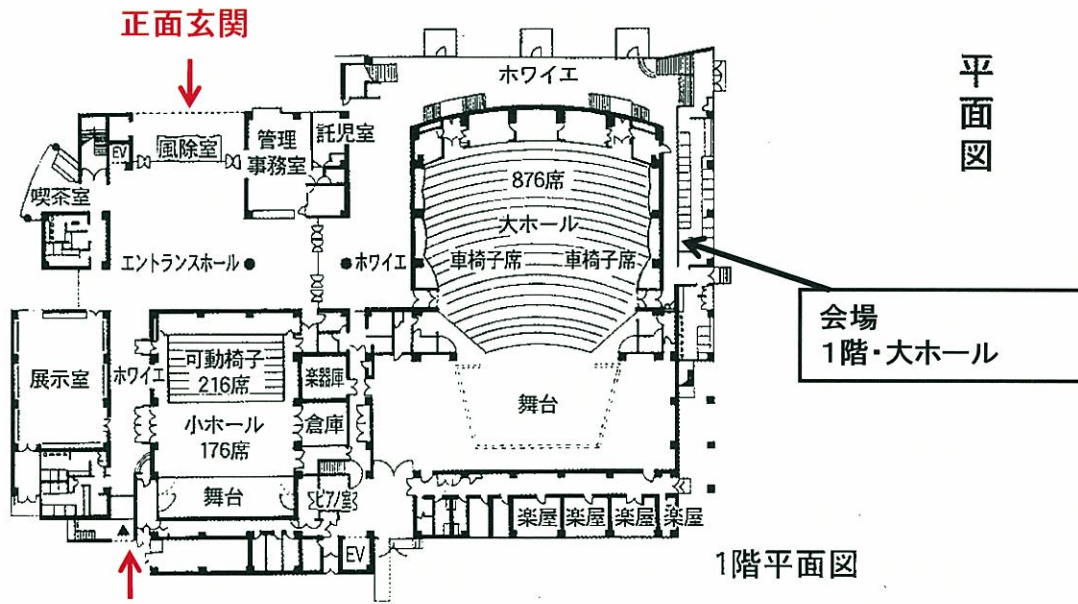 正面玄関
平面図
ホワイエ
EV
風除室
管理
事務室
託児室
喫茶室
876席
大ホール
車椅子席
車椅子席
エントランスホール
ホワイエ
会場
1階・大ホール
展示室
ホワイエ
可動椅子
216席
楽器庫
小ホール
176席
倉庫
舞台
舞台
ピアノ室
楽屋
楽屋
楽屋
楽屋
EV
1階平面図